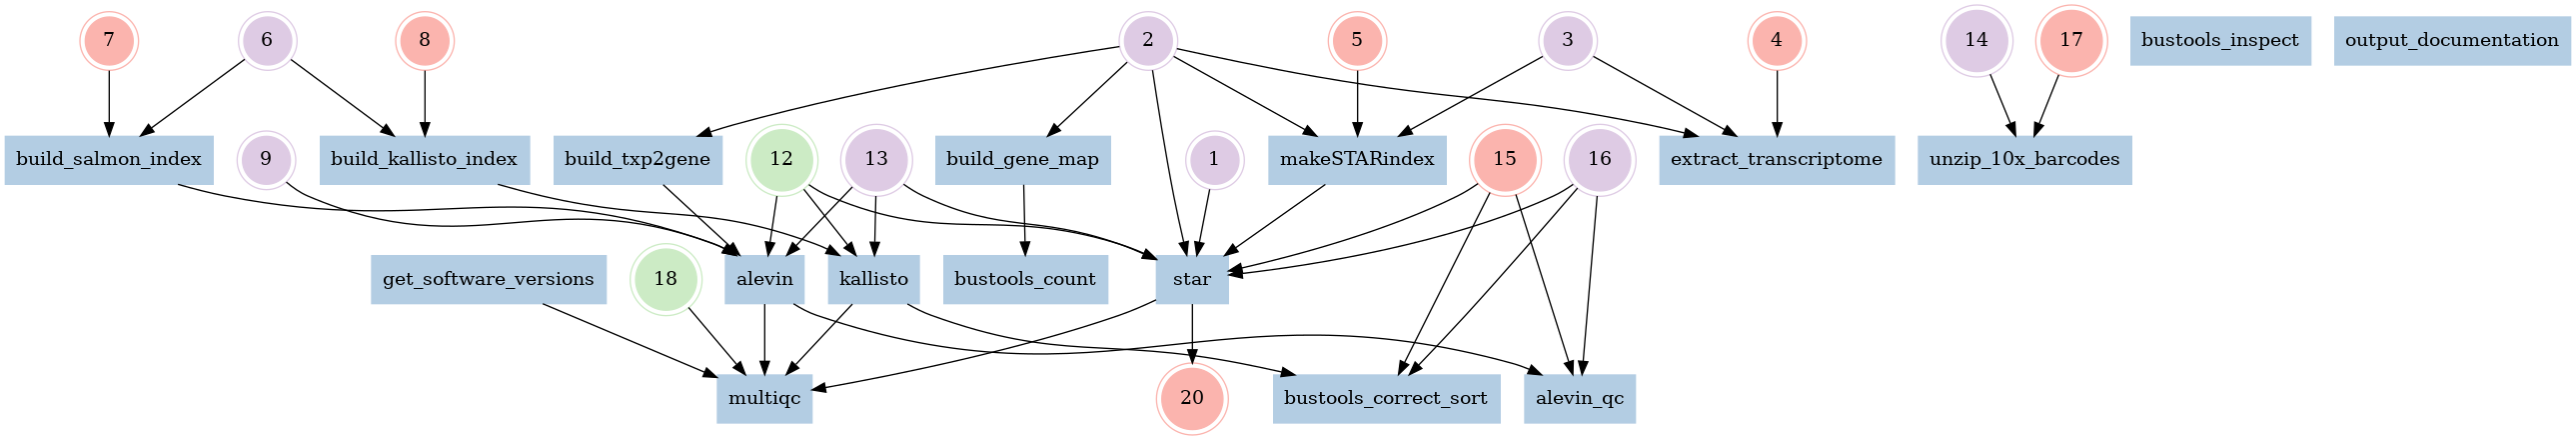 7
6
8
2
5
3
4
14
17
bustools_inspect
output_documentation
build_salmon_index
9
build_kallisto_index
build_txp2gene
12
13
build_gene_map
1
makeSTARindex
15
16
extract_transcriptome
unzip_10x_barcodes
get_software_versions
18
alevin
kallisto
bustools_count
star
multiqc
20
bustools_correct_sort
alevin_qc